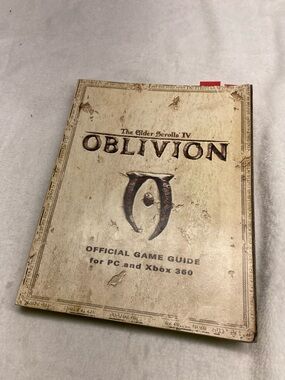 The Elder Scrolls IV
OBLIVION
OFFICIAL GAME GUIDE
for PC and Xbox 360